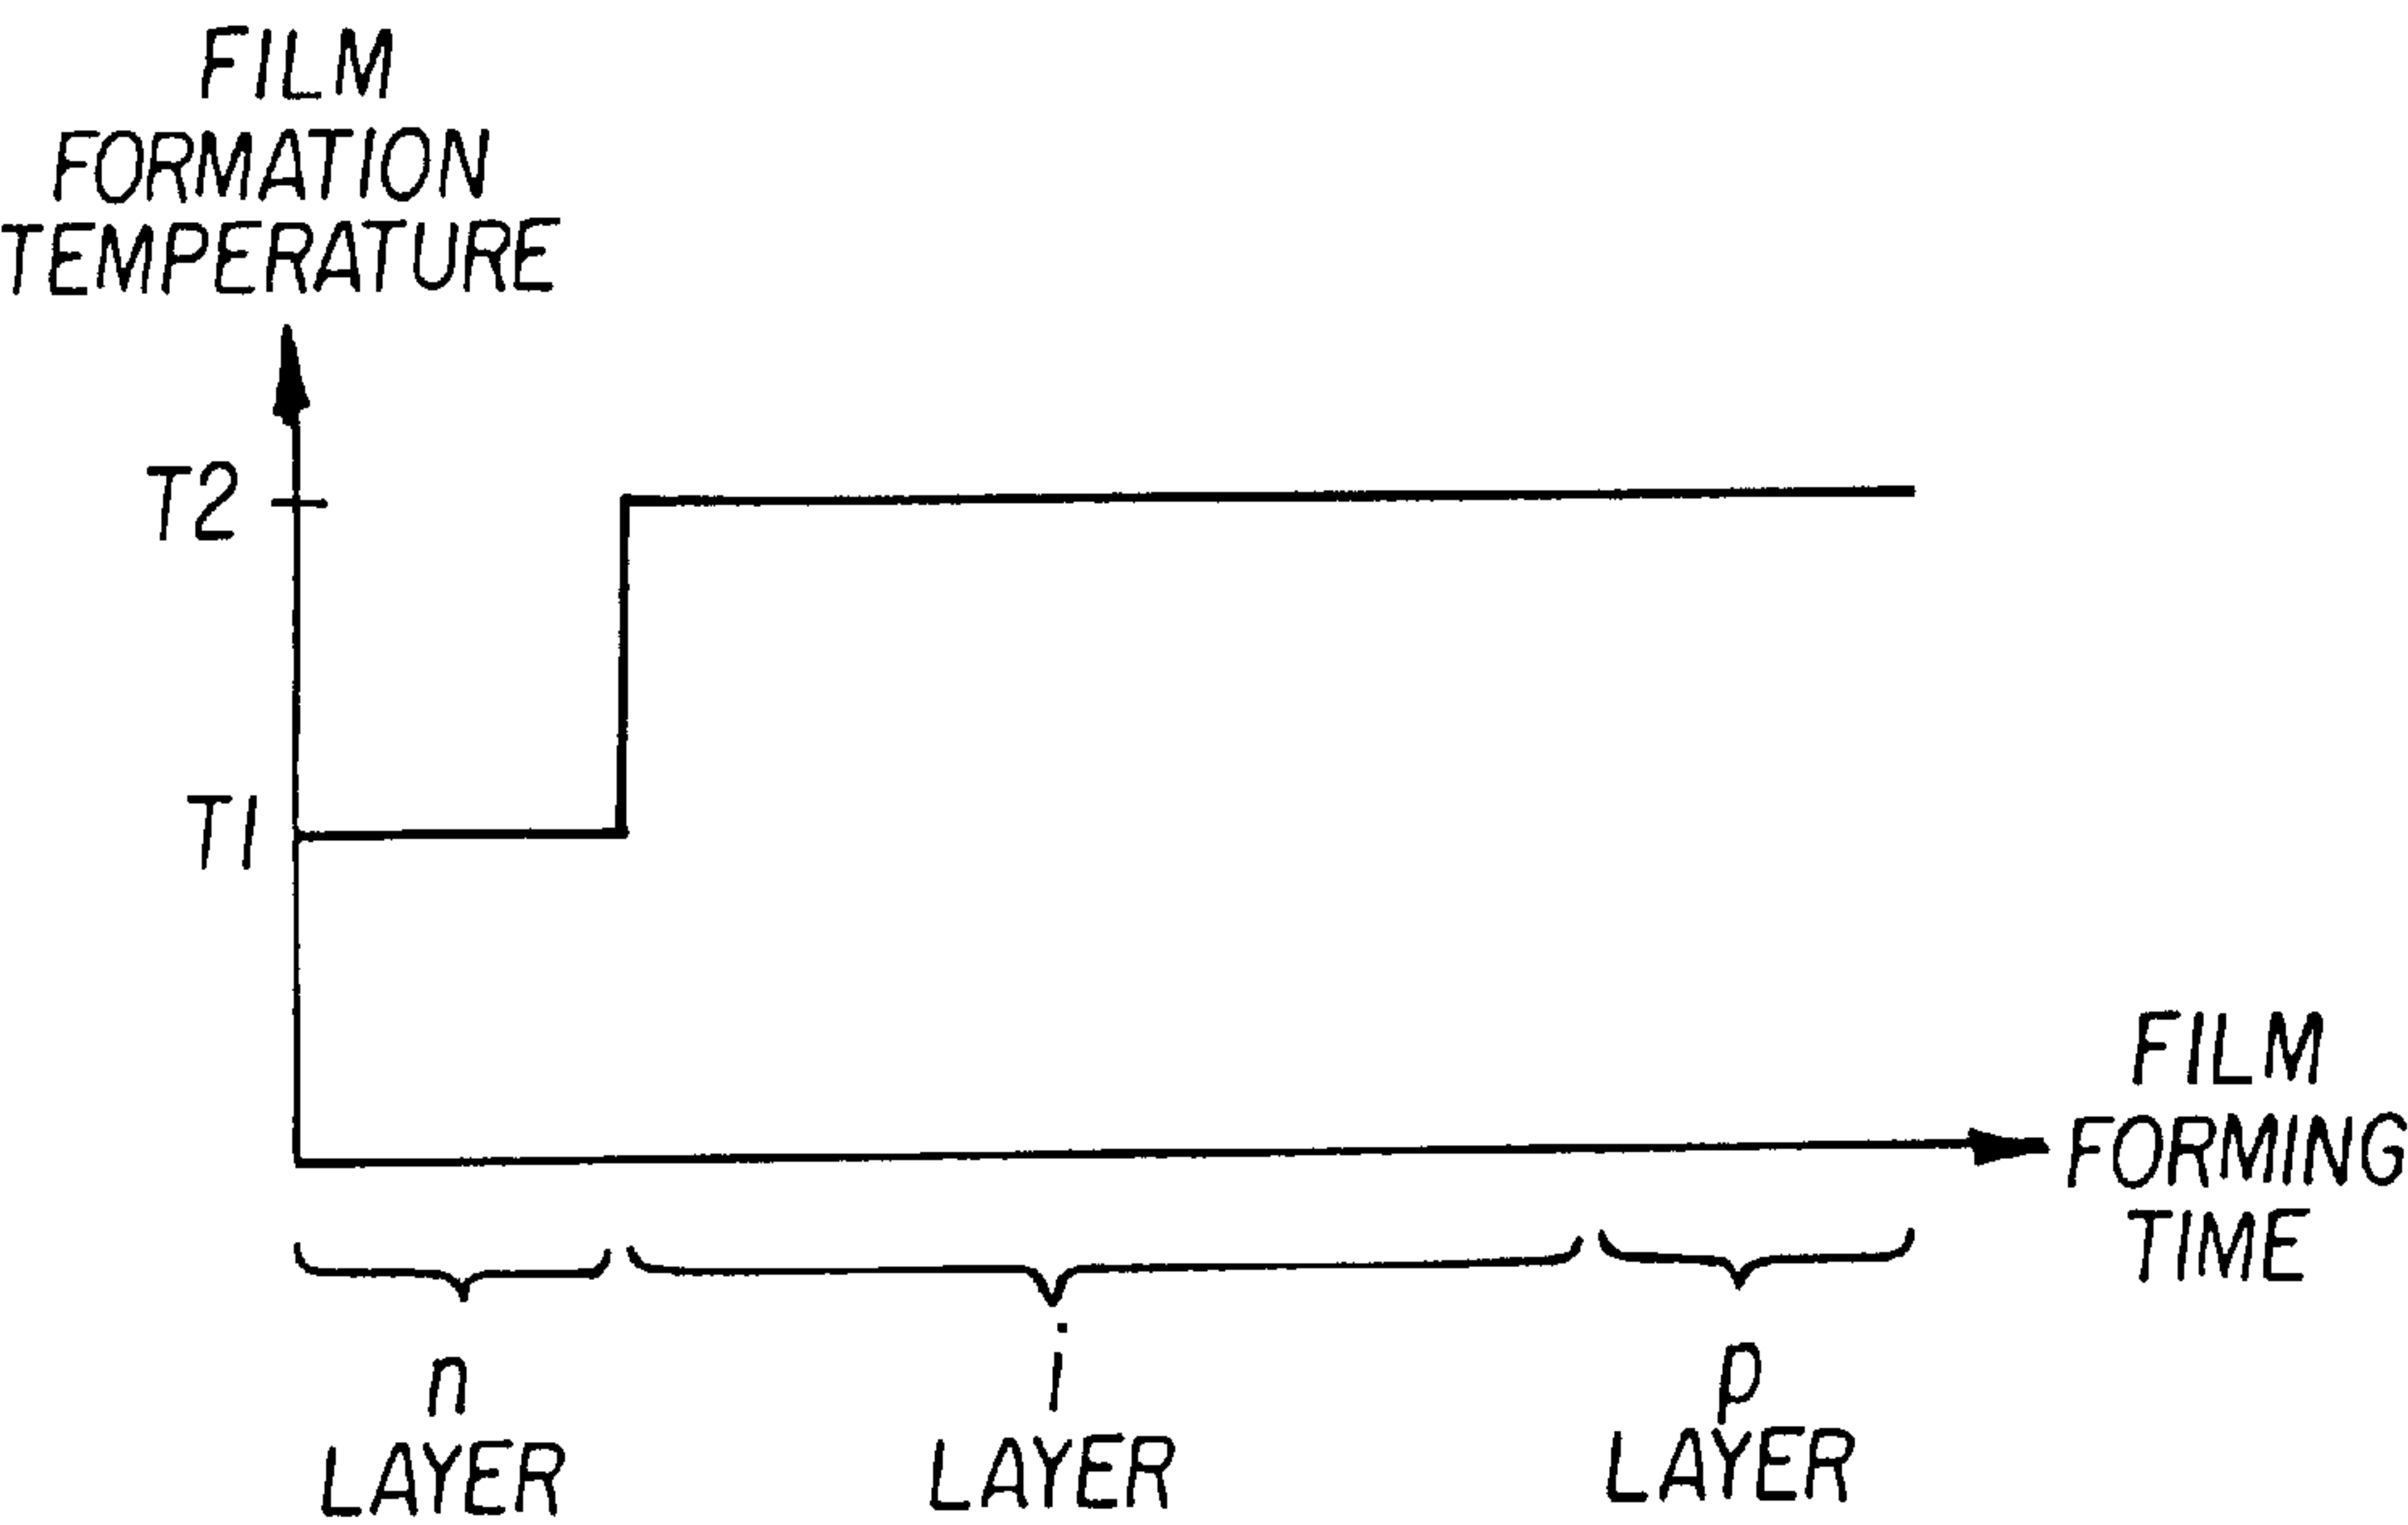 FILM
FORMATION
TEMPERATURE
T2
T1
FILM
FORMING
TIME
n
LAYER
i
LAYER
p
LAYER